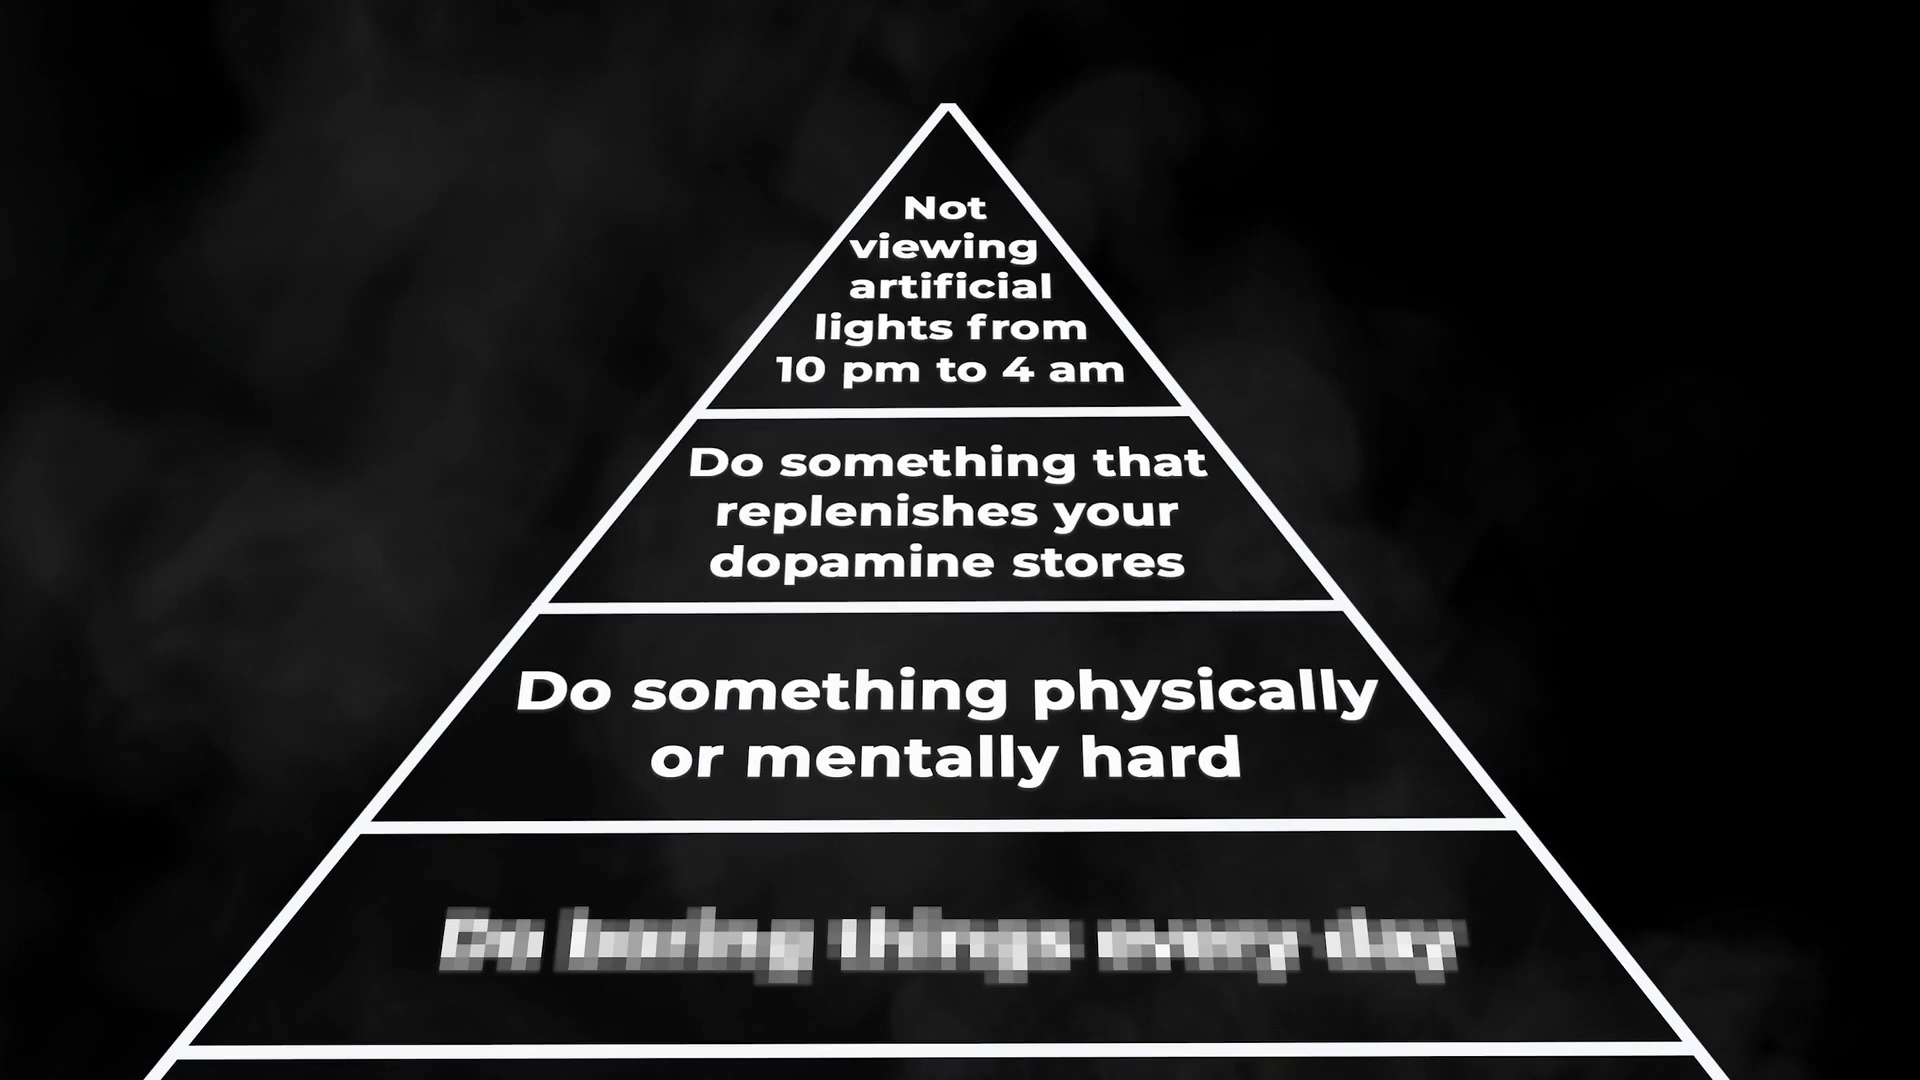 Not
viewing
artificial
lights from
10 pm to 4 am
Do something that
replenishes your
dopamine stores
Do something physically
or mentally hard